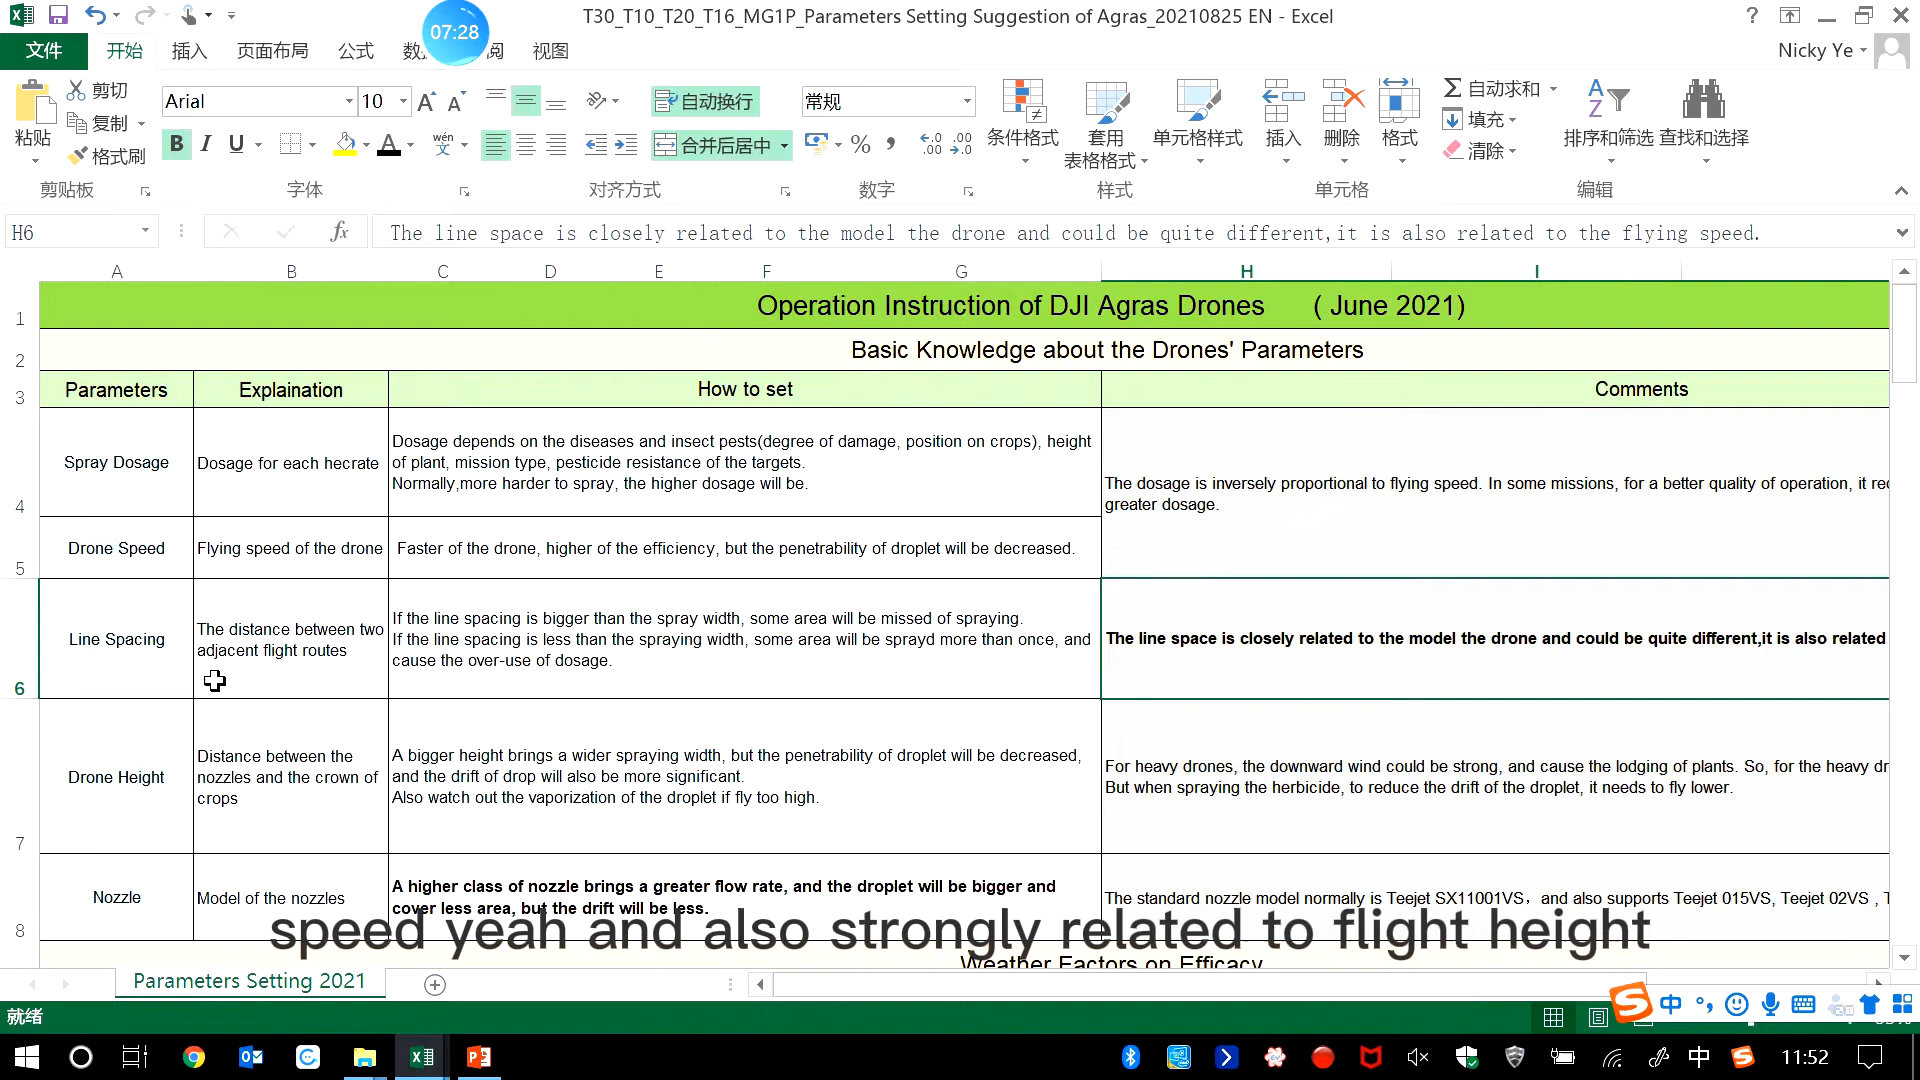 T30_T10_T20_T16_MG1P_Parameters Setting Suggestion of Agras_20210825 EN - Excel
07:28
文件 开始 插入 页面布局 公式 阅 视图
Nicky Ye
剪切
复制
格式刷
粘贴
Arial 10
自动换行
合并后居中
常规
条件格式
套用
表格格式
单元格样式
插入 删除 格式
自动求和
填充
清除
排序和筛选 查找和选择
剪贴板 字体 对齐方式 数字 样式 单元格 编辑
H6
fx
The line space is closely related to the model the drone and could be quite different,it is also related to the flying speed.
A B C D E F G H I
1
Operation Instruction of DJI Agras Drones ( June 2021)
2
Basic Knowledge about the Drones' Parameters
3
Parameters Explaination How to set Comments
4
Spray Dosage
Dosage for each hecrate
Dosage depends on the diseases and insect pests(degree of damage, position on crops), height
of plant, mission type, pesticide resistance of the targets.
Normally,more harder to spray, the higher dosage will be.
The dosage is inversely proportional to flying speed. In some missions, for a better quality of operation, it
greater dosage.
5
Drone Speed
Flying speed of the drone
Faster of the drone, higher of the efficiency, but the penetrability of droplet will be decreased.
6
Line Spacing
The distance between two
adjacent flight routes
If the line spacing is bigger than the spray width, some area will be missed of spraying.
If the line spacing is less than the spraying width, some area will be sprayd more than once, and
cause the over-use of dosage.
The line space is closely related to the model the drone and could be quite different,it is also related
7
Drone Height
Distance between the
nozzles and the crown of
crops
A bigger height brings a wider spraying width, but the penetrability of droplet will be decreased,
and the drift of drop will also be more significant.
Also watch out the vaporization of the droplet if fly too high.
For heavy drones, the downward wind could be strong, and cause the lodging of plants. So, for the heavy
But when spraying the herbicide, to reduce the drift of the droplet, it needs to fly lower.
8
Nozzle
Model of the nozzles
A higher class of nozzle brings a greater flow rate, and the droplet will be bigger and
cover less area, but the drift will be less.
The standard nozzle model normally is Teejet SX11001VS，and also supports Teejet 015VS, Teejet 02VS ,
speed yeah and also strongly related to flight height
Weather Factors on Efficacy
Parameters Setting 2021
就绪
中
中
11:52